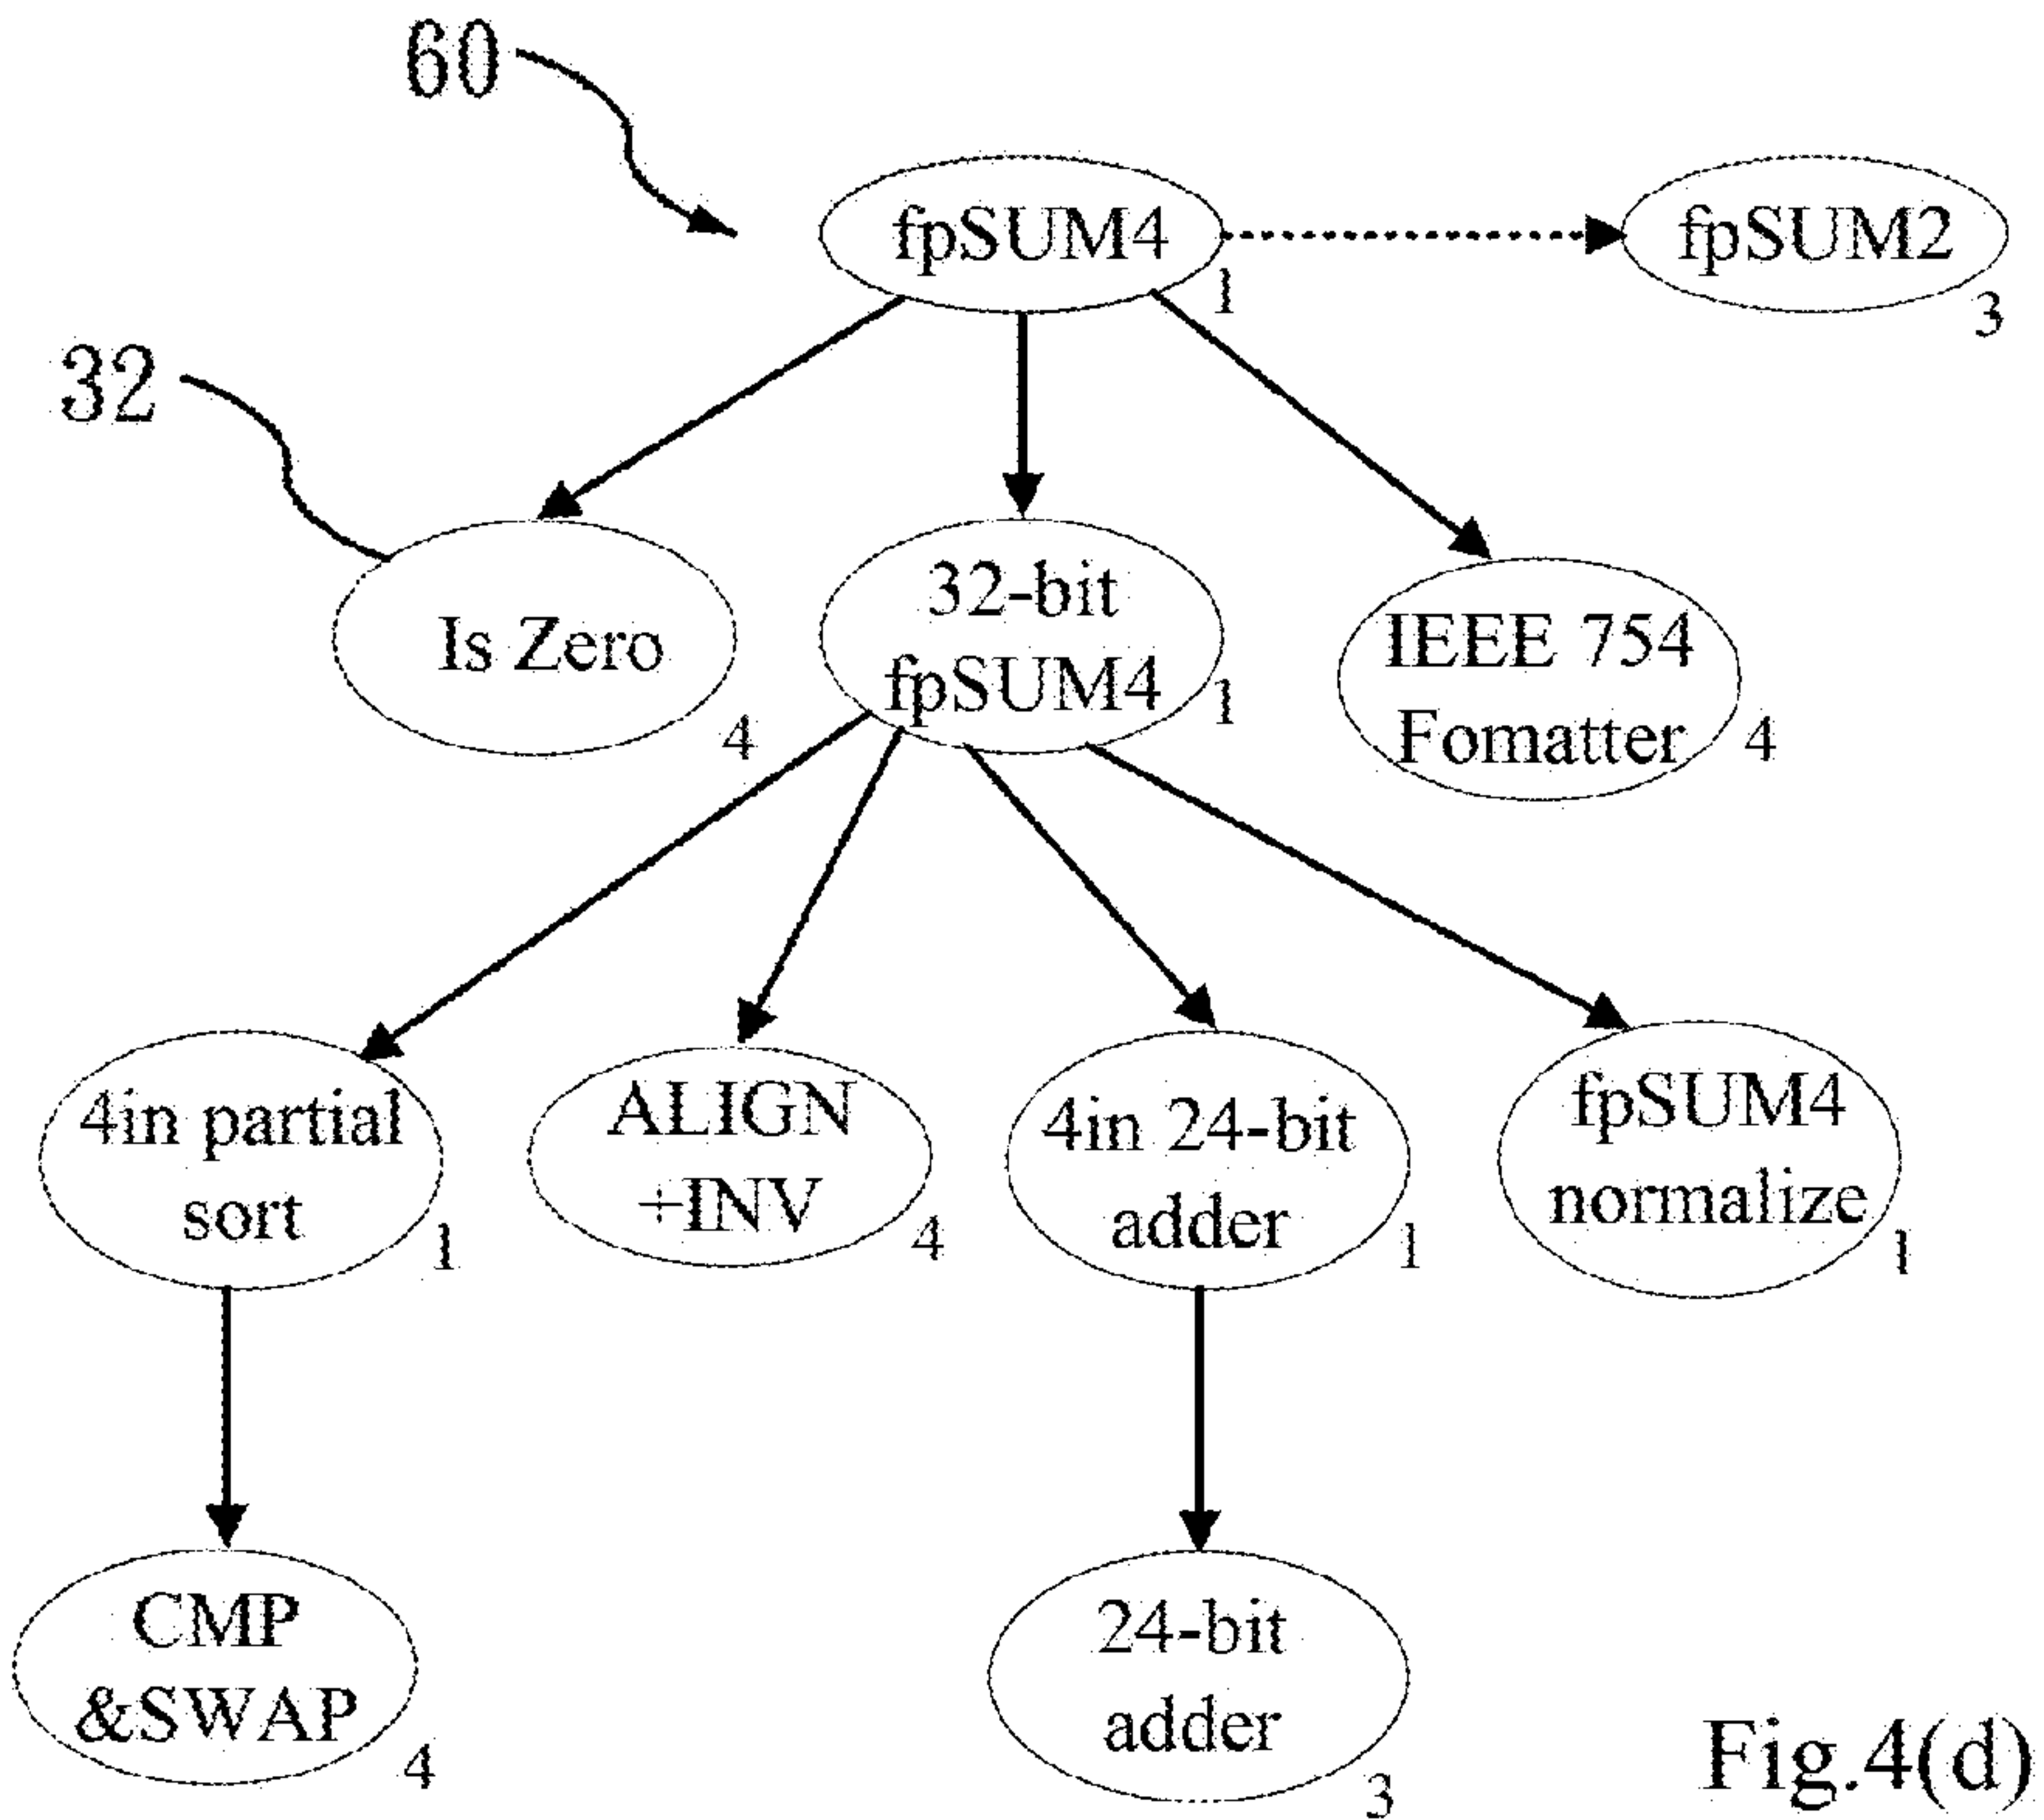 60
fpSUM4
1
fpSUM2
3
32
Is Zero
4
32-bit
fpSUM4
1
IEEE 754
Fomatter
4
4in partial
sort
1
ALIGN
+INV
4
4in 24-bit
adder
1
fpSUM4
normalize
1
CMP
&SWAP
4
24-bit
adder
3
Fig.4(d)